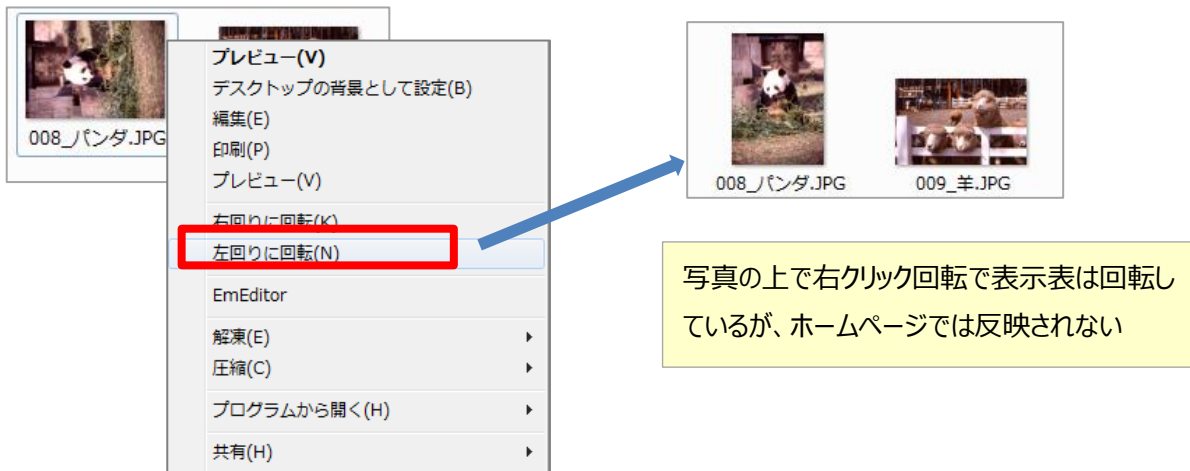 008_パンダ.JPG
プレビュー(V)
デスクトップの背景として設定(B)
編集(E)
印刷(P)
プレビュー(V)
右回りに回転(K)
左回りに回転(N)
EmEditor
解凍(E)
圧縮(C)
プログラムから開く(H)
共有(H)
008_パンダ.JPG
009_羊.JPG
写真の上で右クリック回転で表示表は回転し
ているが、ホームページでは反映されない